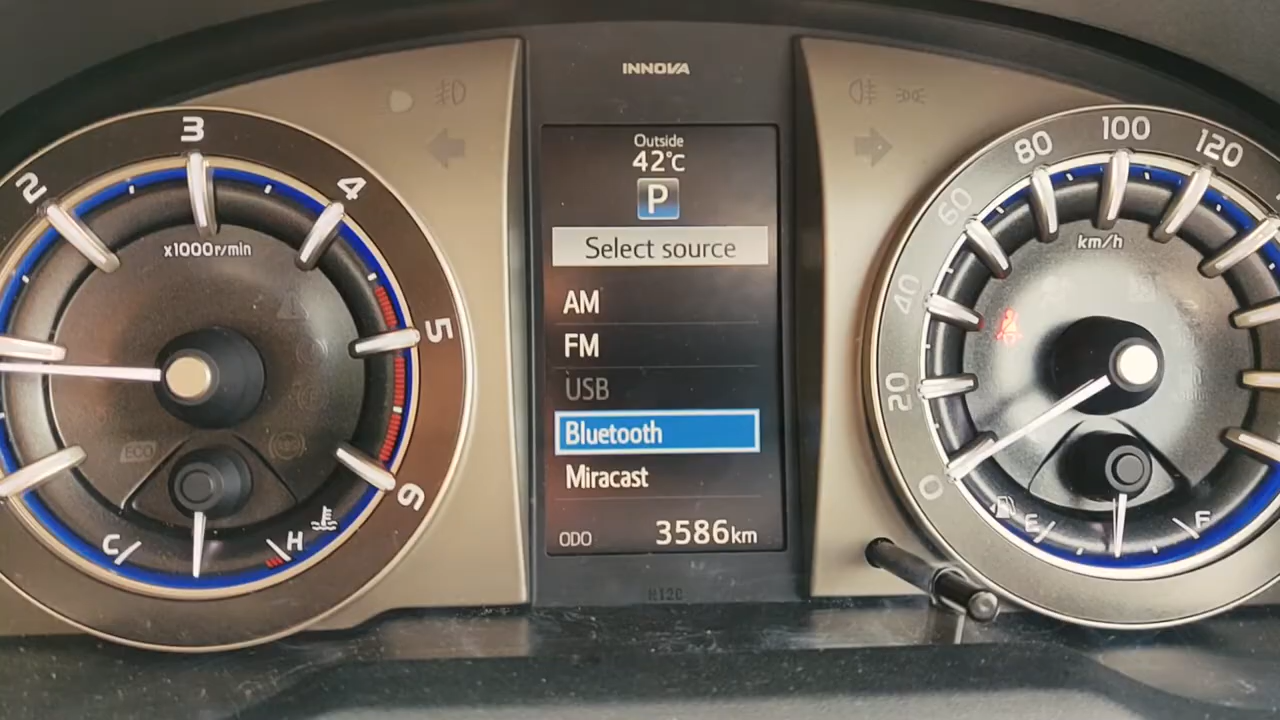 INNOVA
Outside
42°C
P
Select source
AM
FM
USB
Bluetooth
Miracast
ODO 3586km
2
3
4
5
6
x1000r/min
ECO
C
H
0
20
40
60
80
100
120
km/h
E
F